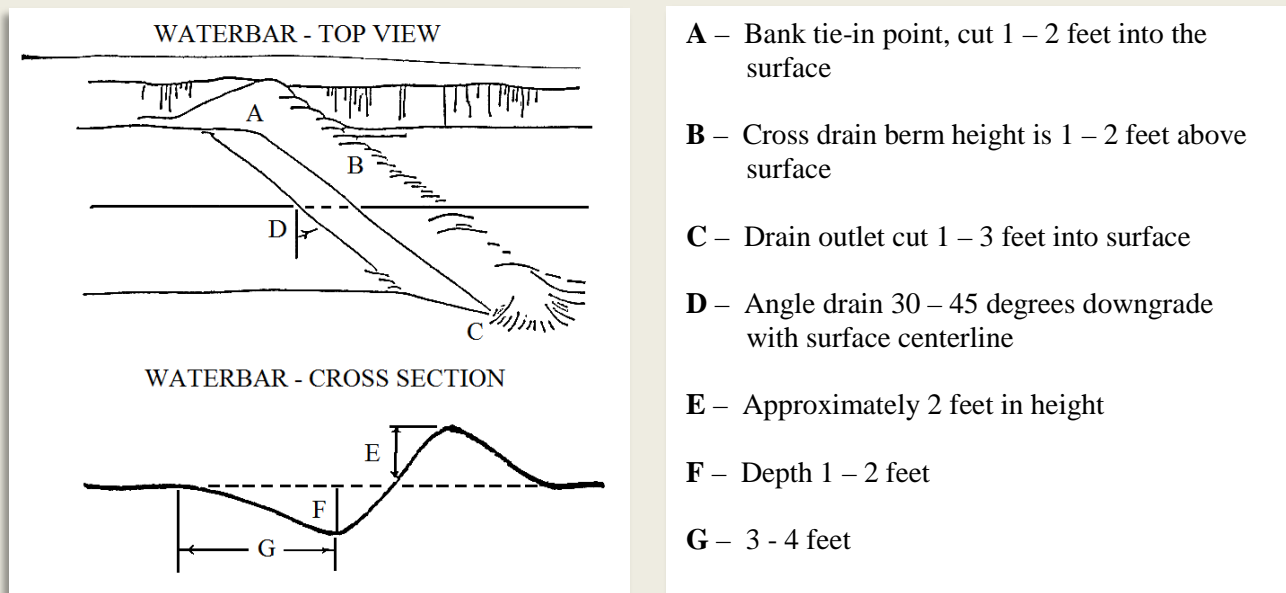 WATERBAR - TOP VIEW
A
B
D
C
WATERBAR - CROSS SECTION
E
F
G
A – Bank tie-in point, cut 1 – 2 feet into the
surface
B – Cross drain berm height is 1 – 2 feet above
surface
C – Drain outlet cut 1 – 3 feet into surface
D – Angle drain 30 – 45 degrees downgrade
with surface centerline
E – Approximately 2 feet in height
F – Depth 1 – 2 feet
G – 3 - 4 feet